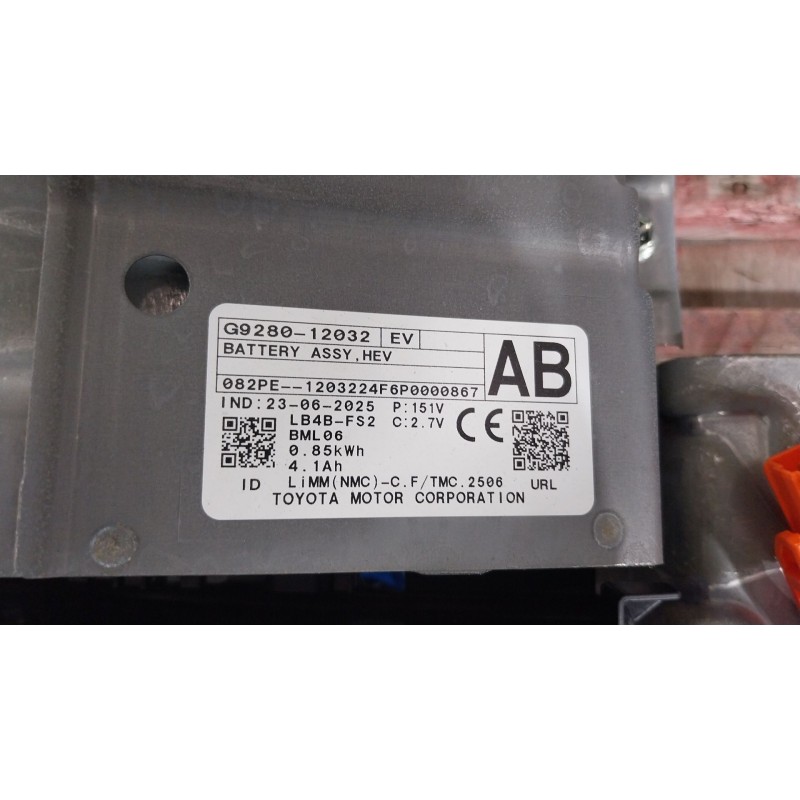 G9280-12032 EV
BATTERY ASSY,HEV
AB
082PE--1203224F6P0000867
IND:23-06-2025 P:151V
LB4B-FS2 C:2.7V
BML06
CE
0.85kWh
4.1Ah
ID LiMM(NMC)-C.F/TMC.2506 URL
TOYOTA MOTOR CORPORATION